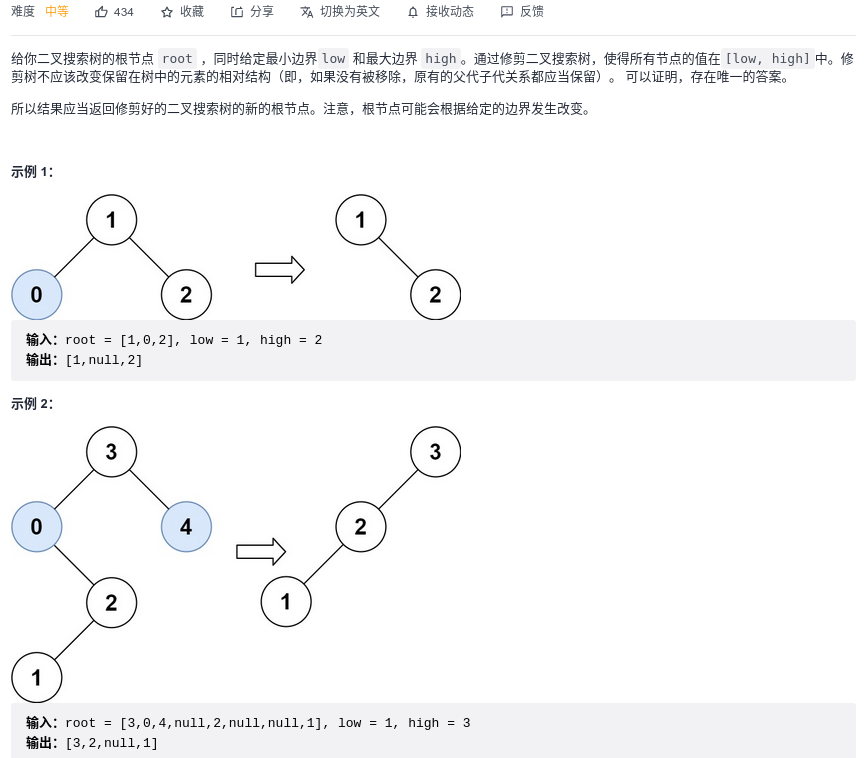 难度 中等 434 收藏 分享 切换为英文 接收动态 反馈
给你二叉搜索树的根节点 root ，同时给定最小边界 low 和最大边界 high。通过修剪二叉搜索树，使得所有节点的值在 [low, high] 中。修
剪树不应该改变保留在树中的元素的相对结构（即，如果没有被移除，原有的父代子代关系都应当保留）。 可以证明，存在唯一的答案。
所以结果应当返回修剪好的二叉搜索树的新的根节点。注意，根节点可能会根据给定的边界发生改变。
示例 1：
1 1
0 2 2
输入：root = [1,0,2], low = 1, high = 2
输出：[1,null,2]
示例 2：
3 3
0 4 2
2 1
1
输入：root = [3,0,4,null,2,null,null,1], low = 1, high = 3
输出：[3,2,null,1]